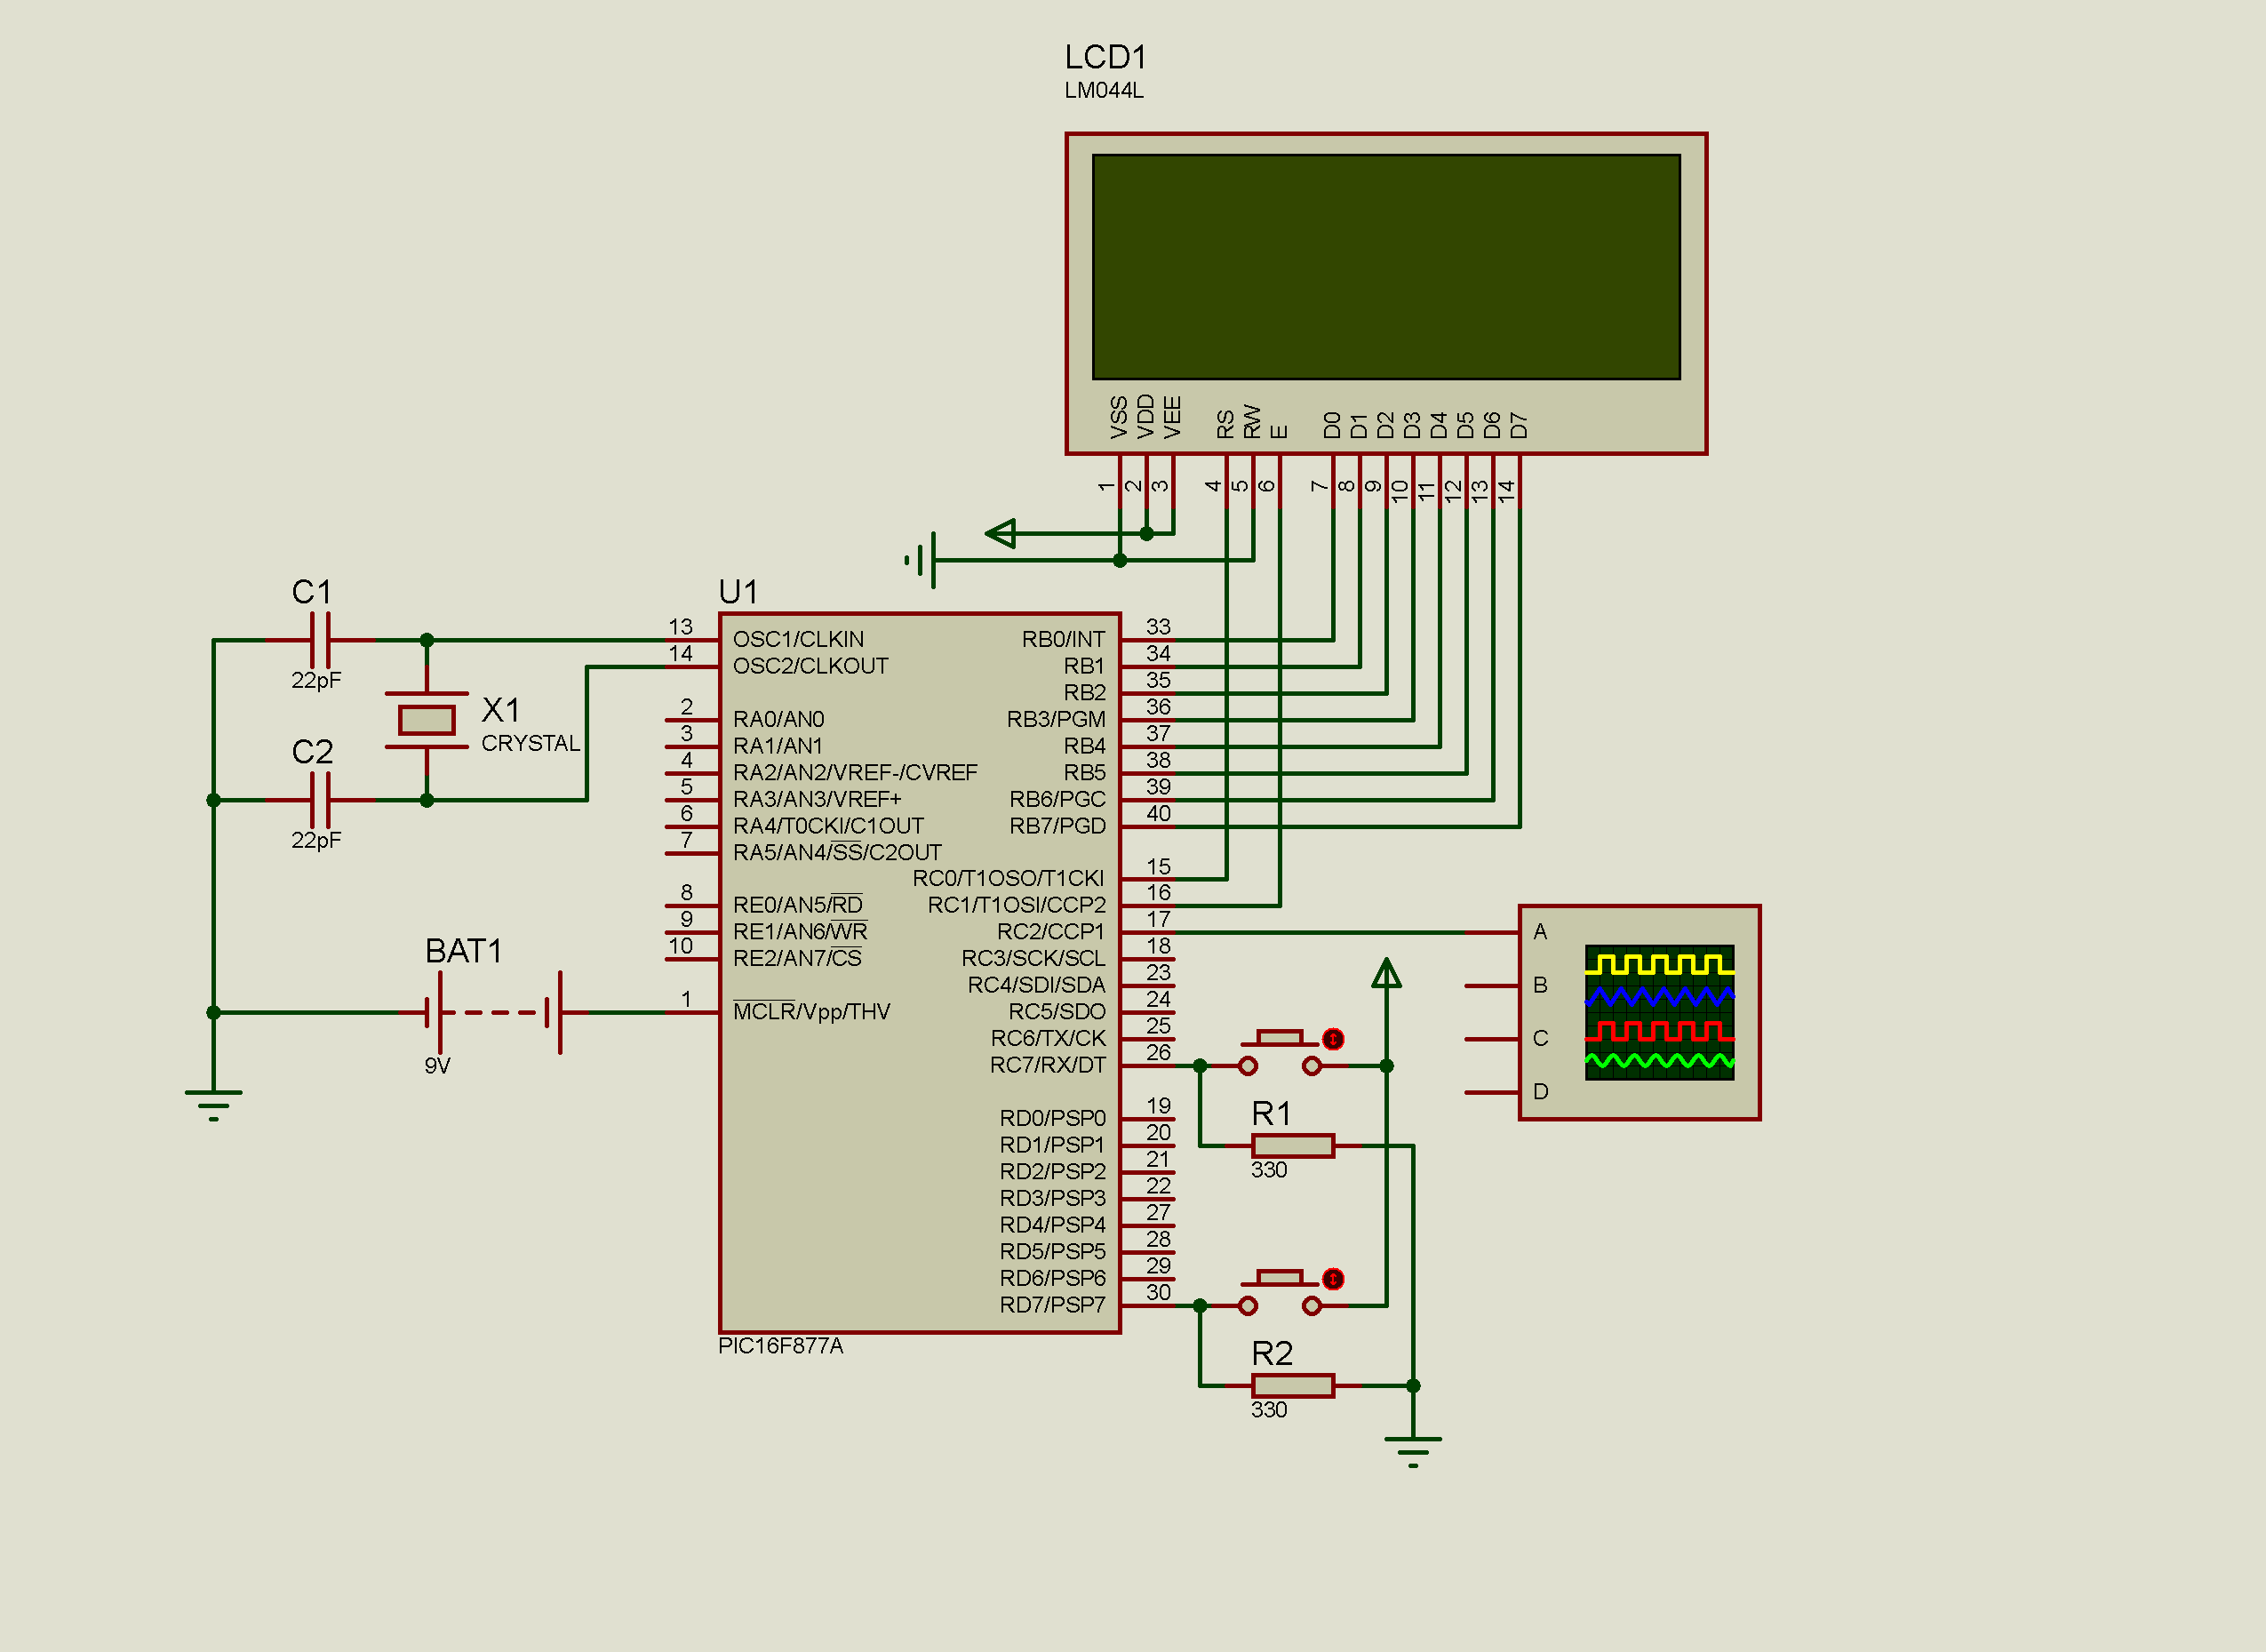 LCD1
LM044L
VSS
VDD
VEE
RS
RW
E
D0
D1
D2
D3
D4
D5
D6
D7
1
2
3
4
5
6
7
8
9
10
11
12
13
14
C1
22pF
C2
22pF
X1
CRYSTAL
BAT1
9V
U1
13 OSC1/CLKIN
14 OSC2/CLKOUT
2 RA0/AN0
3 RA1/AN1
4 RA2/AN2/VREF-/CVREF
5 RA3/AN3/VREF+
6 RA4/T0CKI/C1OUT
7 RA5/AN4/SS/C2OUT
8 RE0/AN5/RD
9 RE1/AN6/WR
10 RE2/AN7/CS
1 MCLR/Vpp/THV
RB0/INT 33
RB1 34
RB2 35
RB3/PGM 36
RB4 37
RB5 38
RB6/PGC 39
RB7/PGD 40
RC0/T1OSO/T1CKI 15
RC1/T1OSI/CCP2 16
RC2/CCP1 17
RC3/SCK/SCL 18
RC4/SDI/SDA 23
RC5/SDO 24
RC6/TX/CK 25
RC7/RX/DT 26
RD0/PSP0 19
RD1/PSP1 20
RD2/PSP2 21
RD3/PSP3 22
RD4/PSP4 27
RD5/PSP5 28
RD6/PSP6 29
RD7/PSP7 30
PIC16F877A
R1
330
R2
330
A
B
C
D